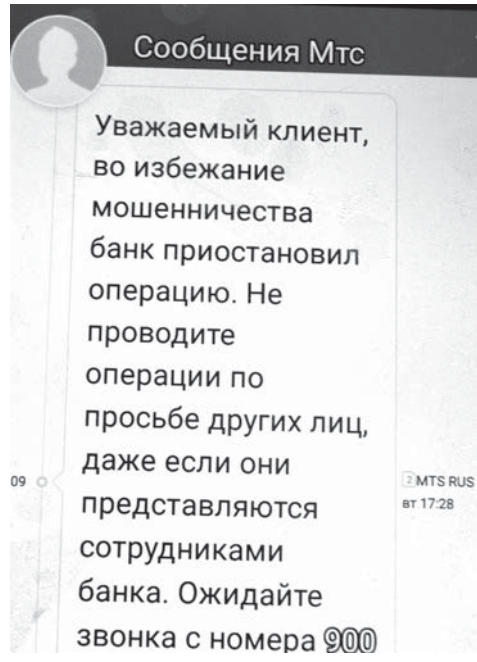 Сообщения Мтс
Уважаемый клиент,
во избежание
мошенничества
банк приостановил
операцию. Не
проводите
операции по
просьбе других лиц,
даже если они
09
2 MTS RUS
представляются
вт 17:28
сотрудниками
банка. Ожидайте
звонка с номера 900